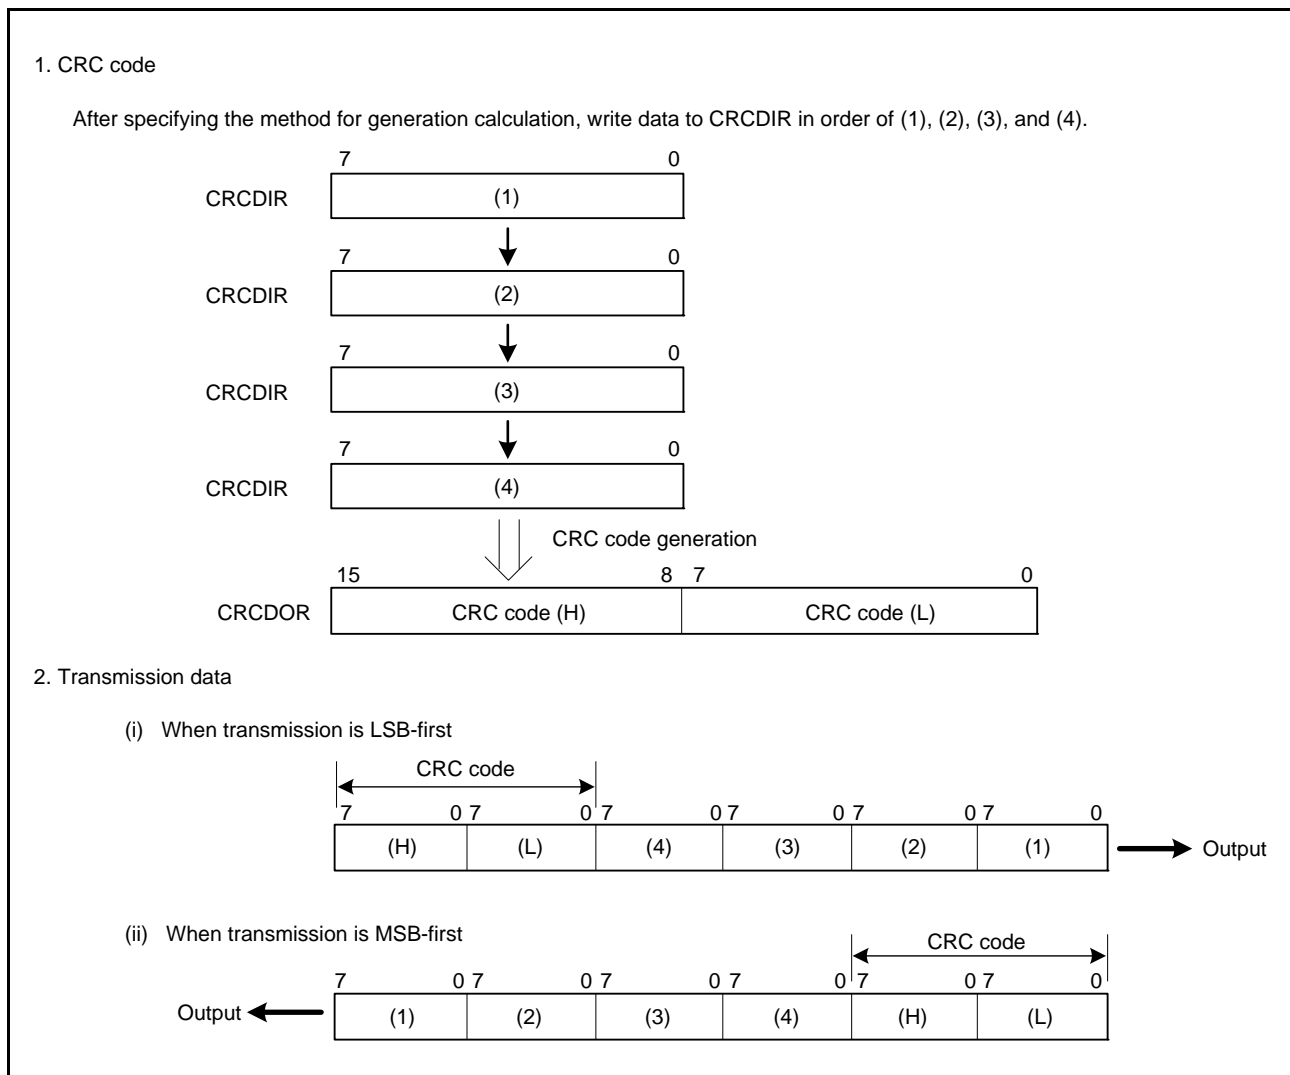 1. CRC code
After specifying the method for generation calculation, write data to CRCDIR in order of (1), (2), (3), and (4).
7 0
CRCDIR (1)
7 0
CRCDIR (2)
7 0
CRCDIR (3)
7 0
CRCDIR (4)
CRC code generation
15 8 7 0
CRCDOR CRC code (H) CRC code (L)
2. Transmission data
(i) When transmission is LSB-first
CRC code
7 0 7 0 7 0 7 0 7 0 7 0
(H) (L) (4) (3) (2) (1) Output
(ii) When transmission is MSB-first
CRC code
7 0 7 0 7 0 7 0 7 0 7 0
Output (1) (2) (3) (4) (H) (L)